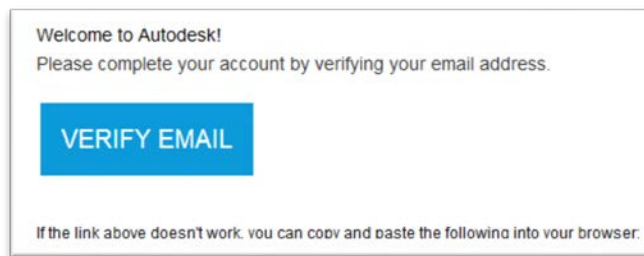 Welcome to Autodesk!
Please complete your account by verifying your email address.
VERIFY EMAIL
If the link above doesn't work, you can copy and paste the following into your browser: